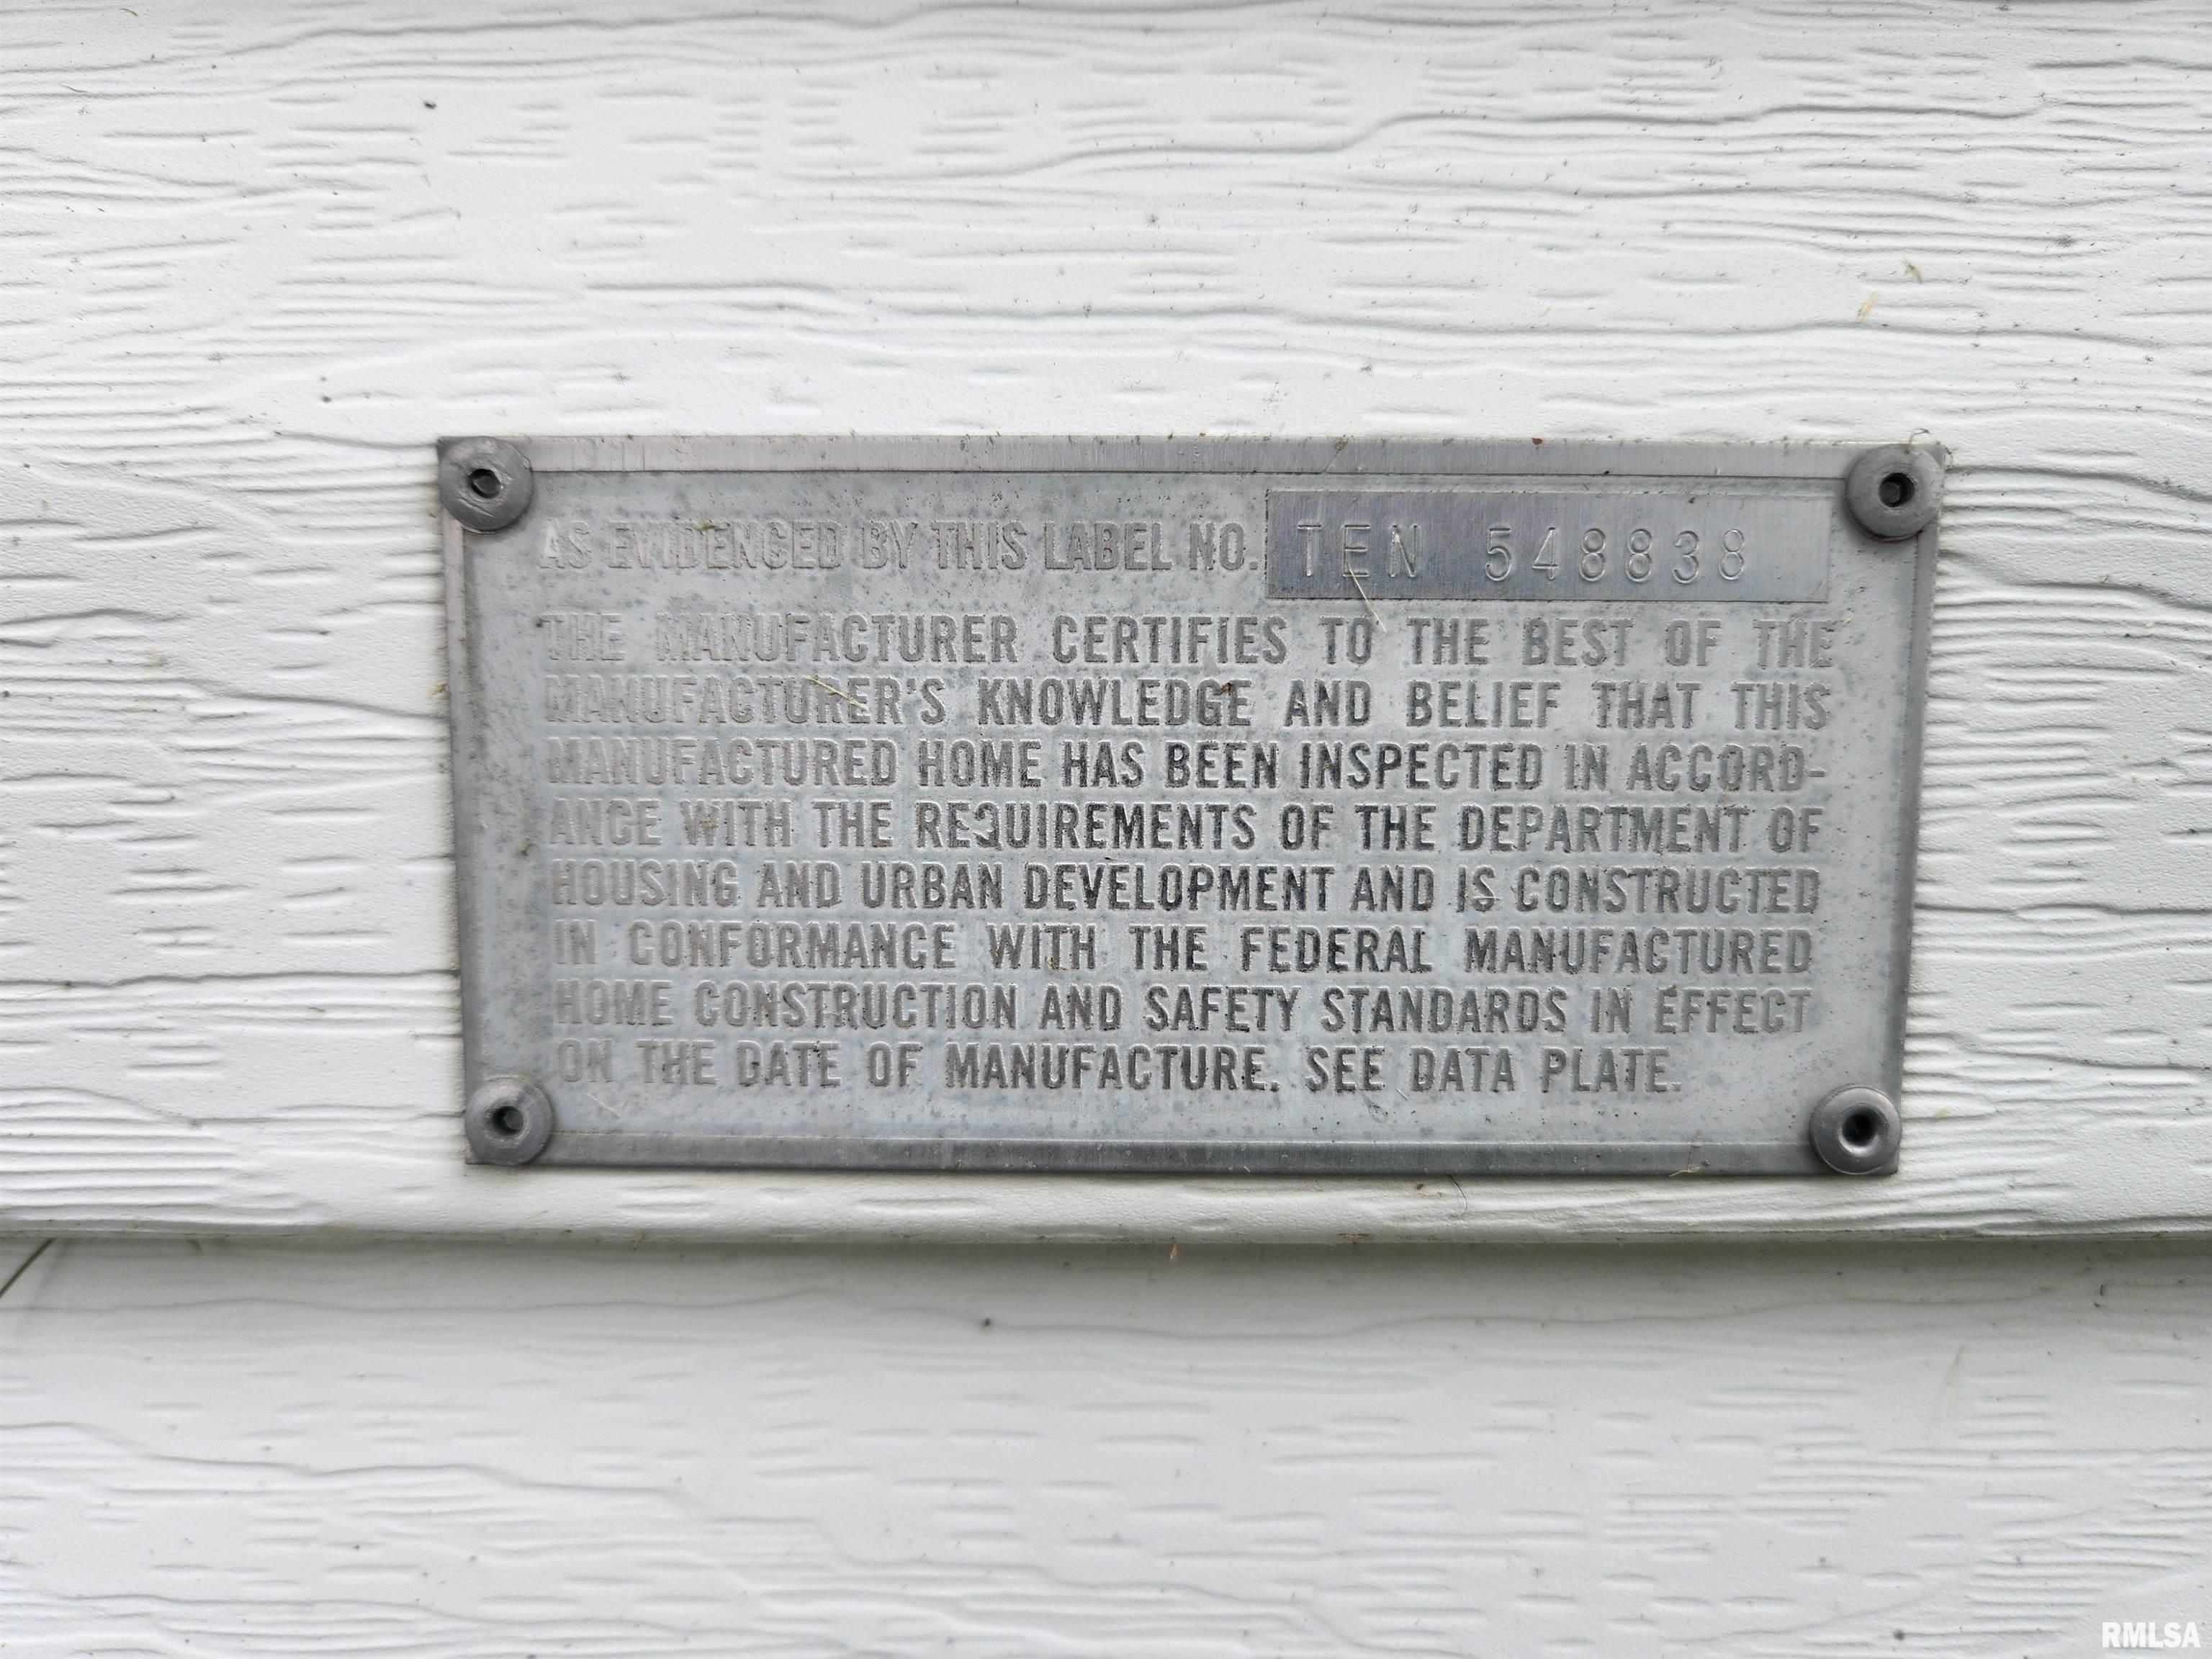 AS EVIDENCED BY THIS LABEL NO. TEN 548838
THE MANUFACTURER CERTIFIES TO THE BEST OF THE
MANUFACTURER'S KNOWLEDGE AND BELIEF THAT THIS
MANUFACTURED HOME HAS BEEN INSPECTED IN ACCORD-
ANCE WITH THE REQUIREMENTS OF THE DEPARTMENT OF
HOUSING AND URBAN DEVELOPMENT AND IS CONSTRUCTED
IN CONFORMANCE WITH THE FEDERAL MANUFACTURED
HOME CONSTRUCTION AND SAFETY STANDARDS IN EFFECT
ON THE DATE OF MANUFACTURE. SEE DATA PLATE.
RMLSA